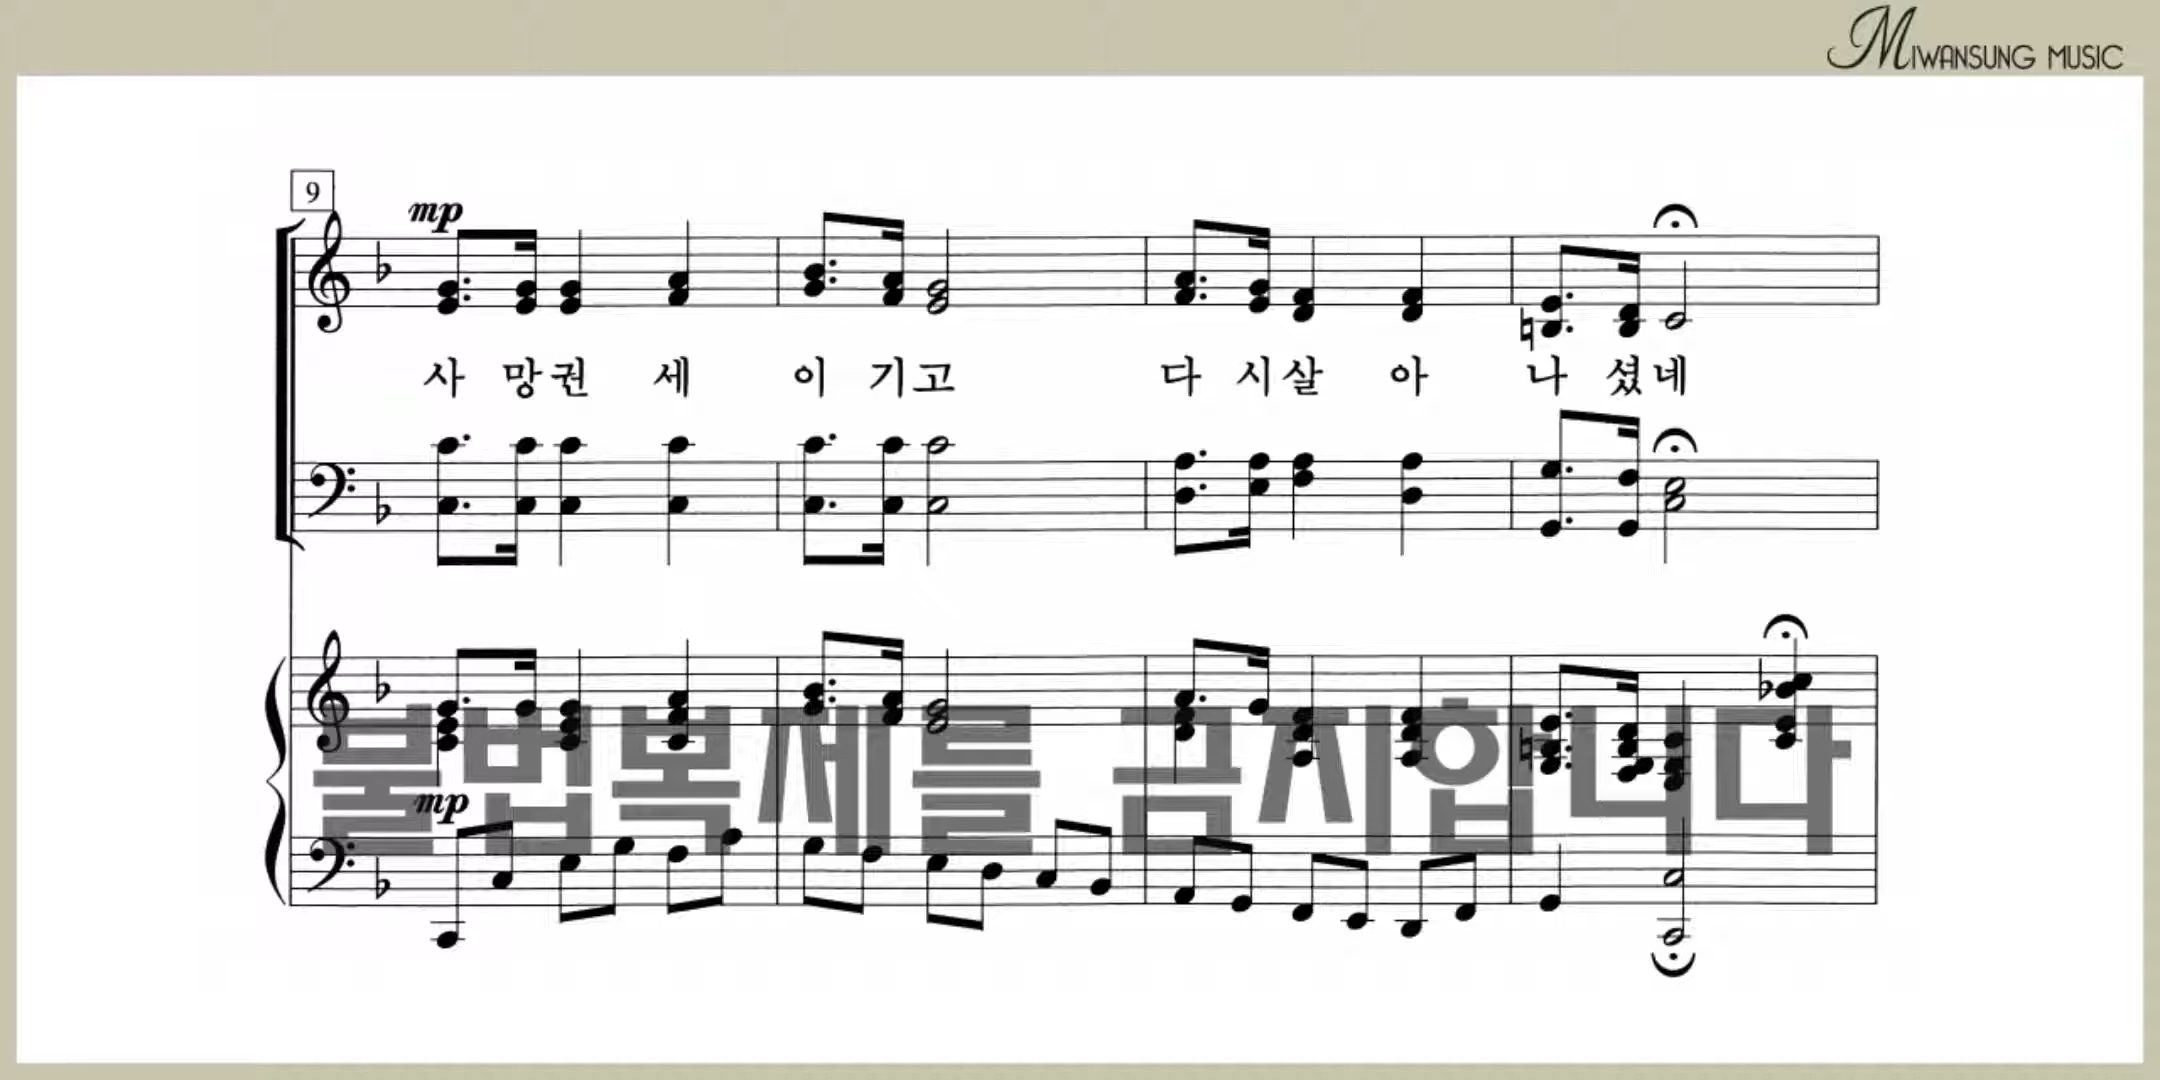 MIWANSUNG MUSIC
9
mp
사 망 권 세 이 기 고 다 시 살 아 나 셨 네
불법복제를 금지합니다
mp